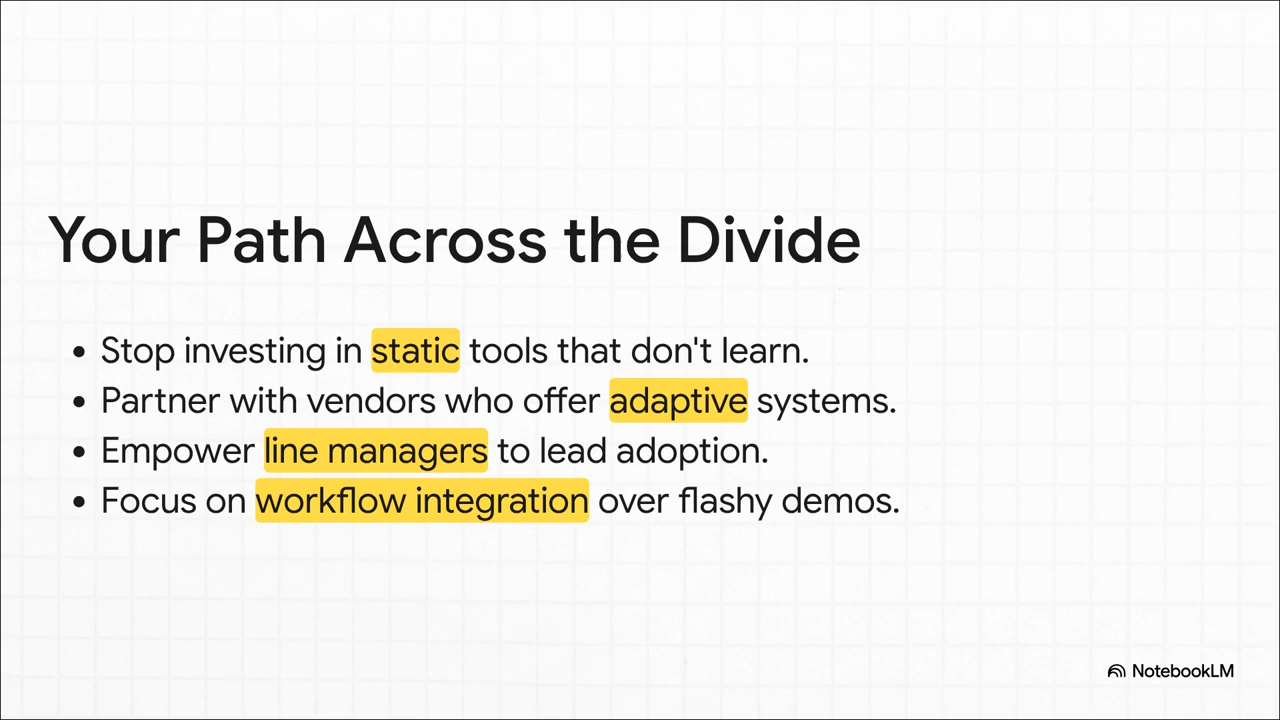 Your Path Across the Divide
• Stop investing in static tools that don't learn.
• Partner with vendors who offer adaptive systems.
• Empower line managers to lead adoption.
• Focus on workflow integration over flashy demos.
NotebookLM